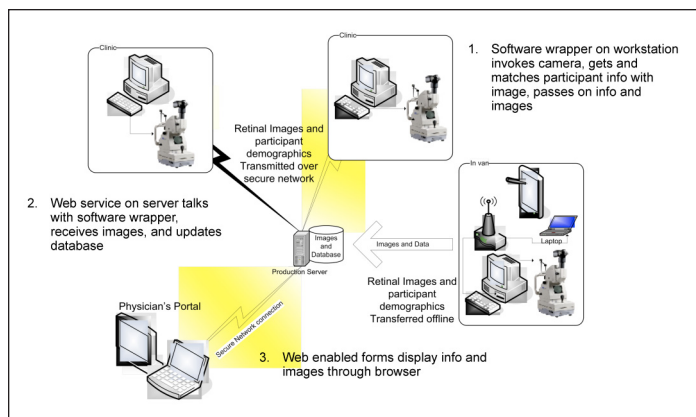 Clinic
Clinic
1. Software wrapper on workstation
invokes camera, gets and
matches participant info with
image, passes on info and
images
Retinal Images and
participant
demographics
Transmitted over
secure network
In van
Laptop
2. Web service on server talks
with software wrapper,
receives images, and updates
database
Images
and
Database
Production Server
Images and Data
Retinal Images and
participant
demographics
Transferred offline
Physician's Portal
Secure Network connection
3. Web enabled forms display info and
images through browser